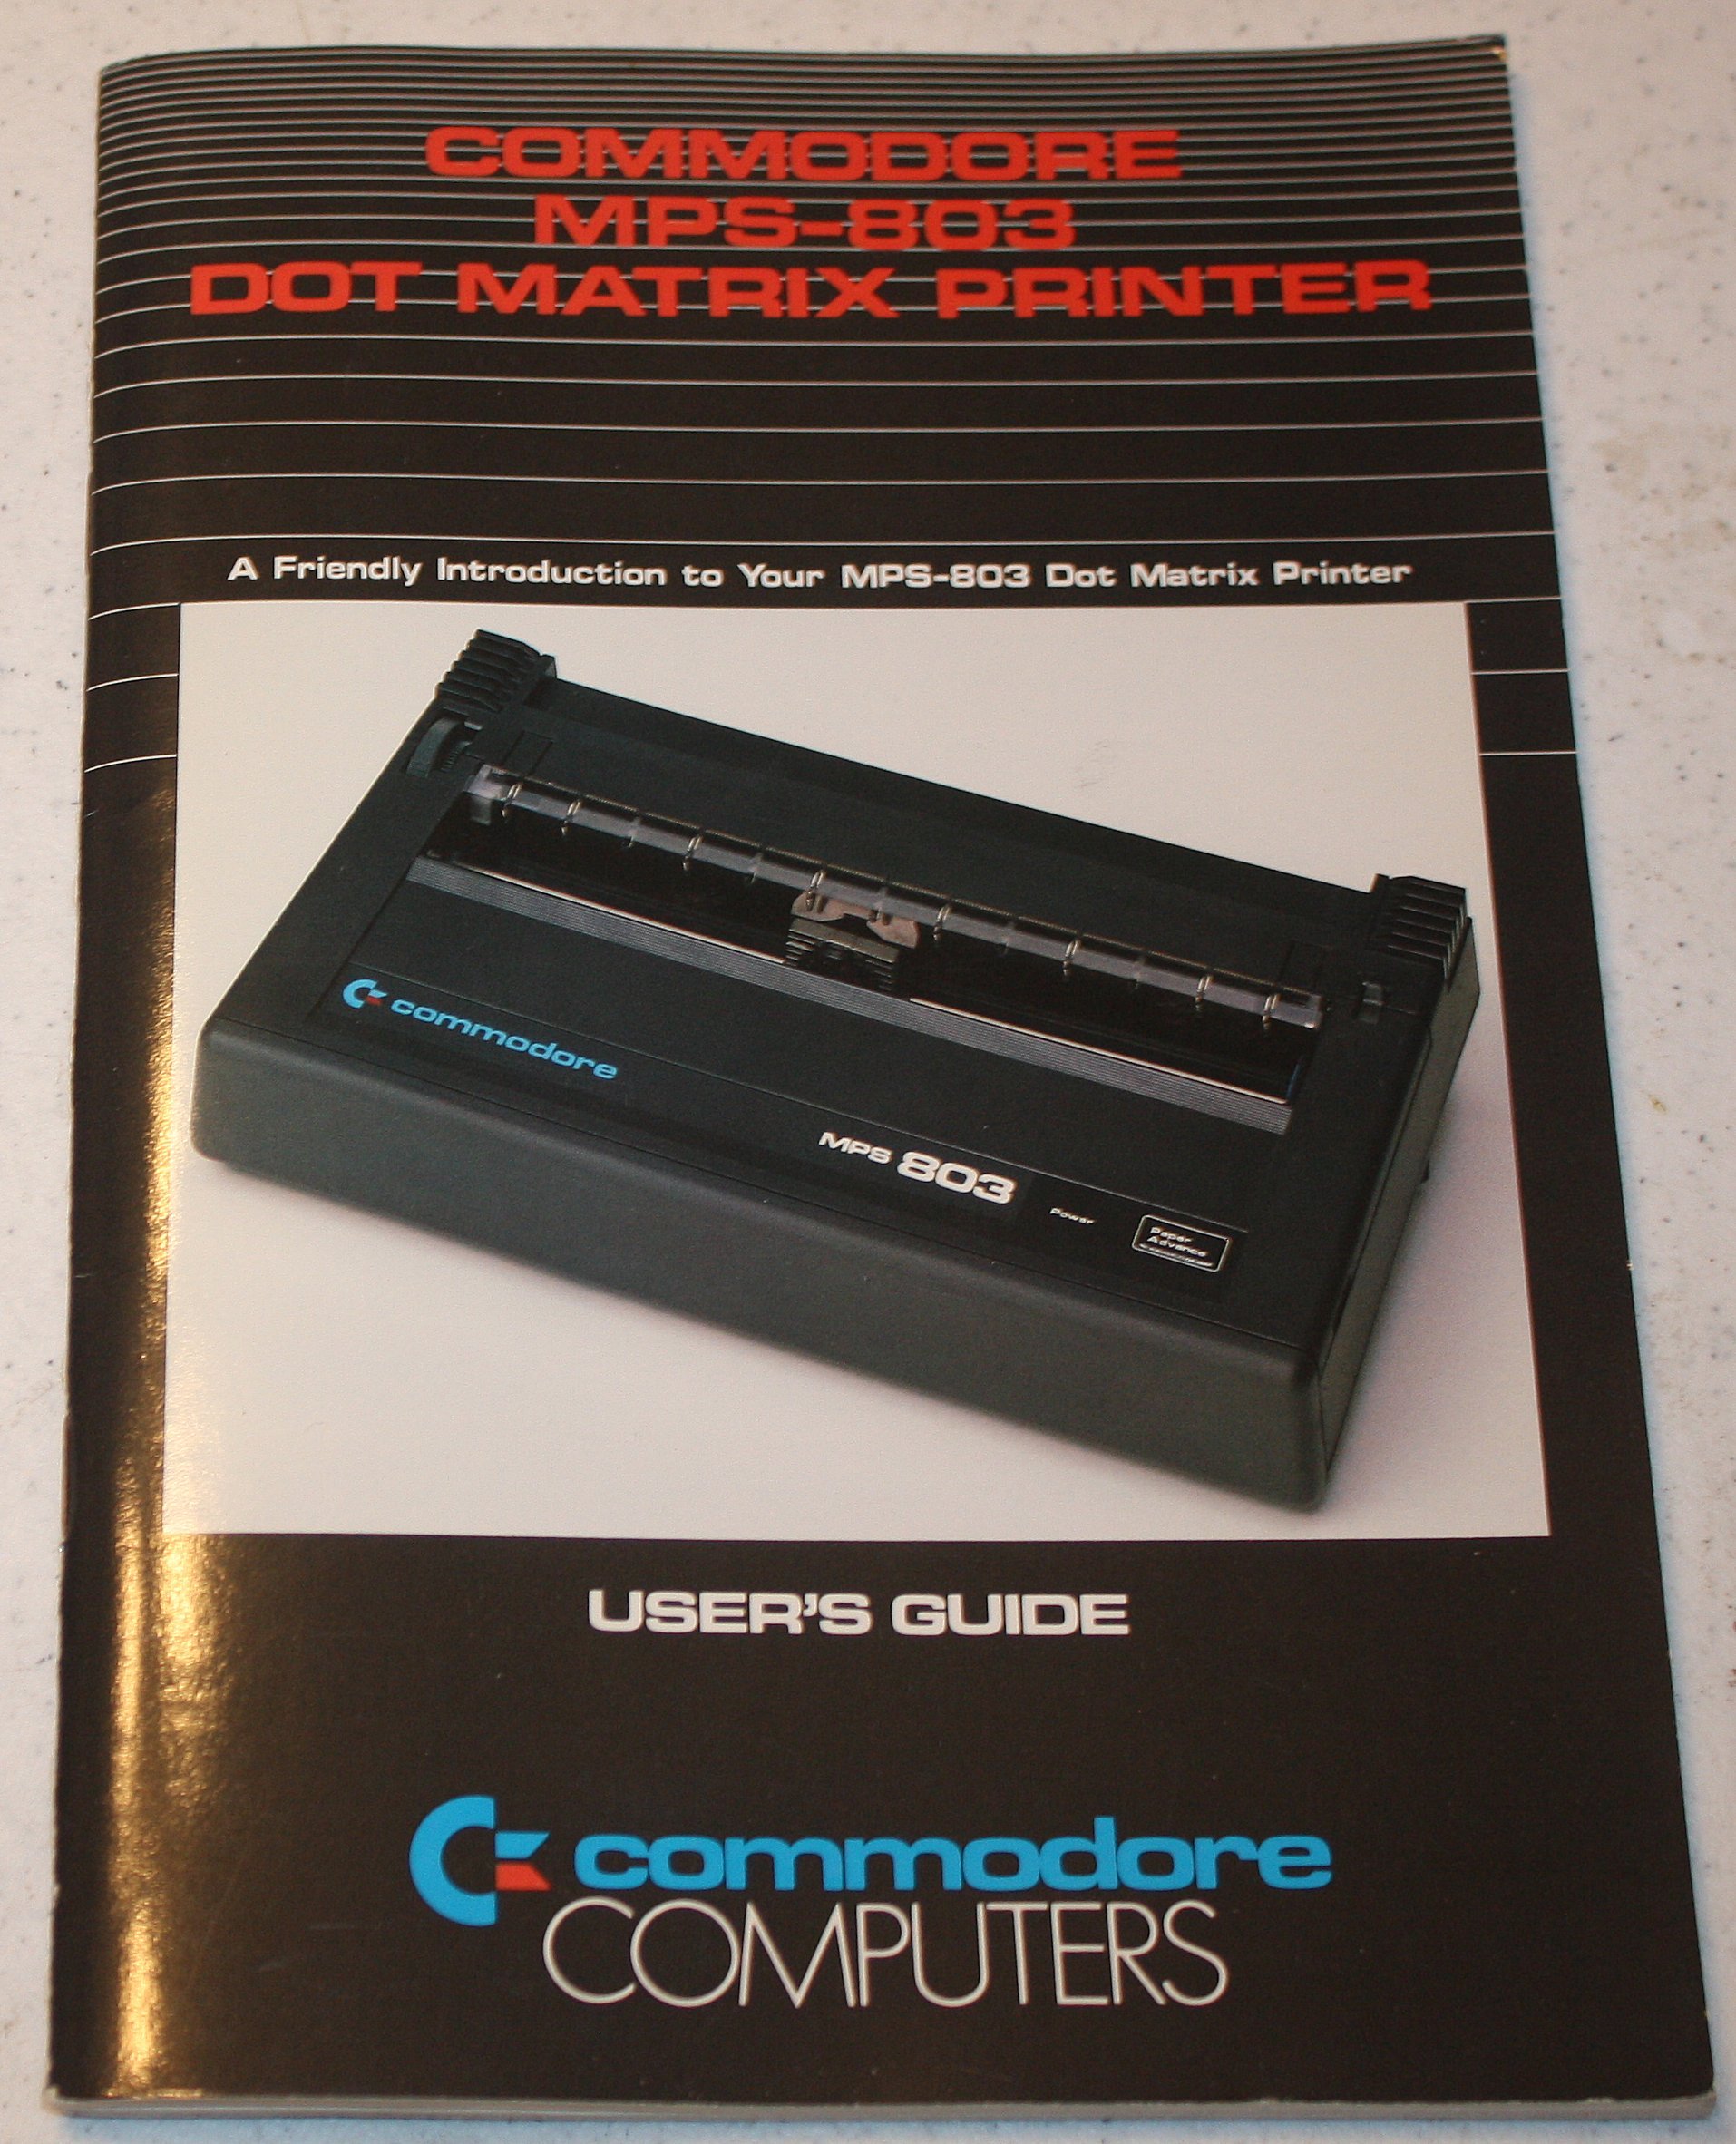 COMMODORE
MPS-803
DOT MATRIX PRINTER
A Friendly Introduction to Your MPS-803 Dot Matrix Printer
commodore
MPS 803
Power
Paper
Advance
USER'S GUIDE
commodore
COMPUTERS